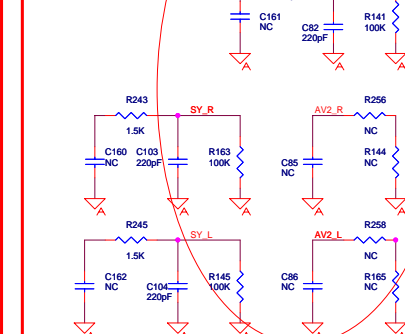 C161
NC
C82
220pF
R141
100K
A
A
A
R243
SY_R
1.5K
C160
NC
C103
220pF
R163
100K
A
A
A
AV2_R
R256
NC
C85
NC
R144
NC
A
A
R245
SY_L
1.5K
C162
NC
C104
220pF
R145
100K
AV2_L
R258
NC
C86
NC
R165
NC